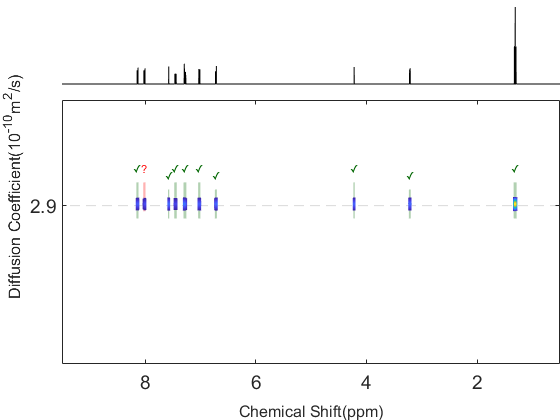 ✓ ? ✓ ✓ ✓ ✓ ✓ ✓ ✓ ✓
2.9
Diffusion Coefficient(10⁻¹⁰m²/s)
8 6 4 2
Chemical Shift(ppm)